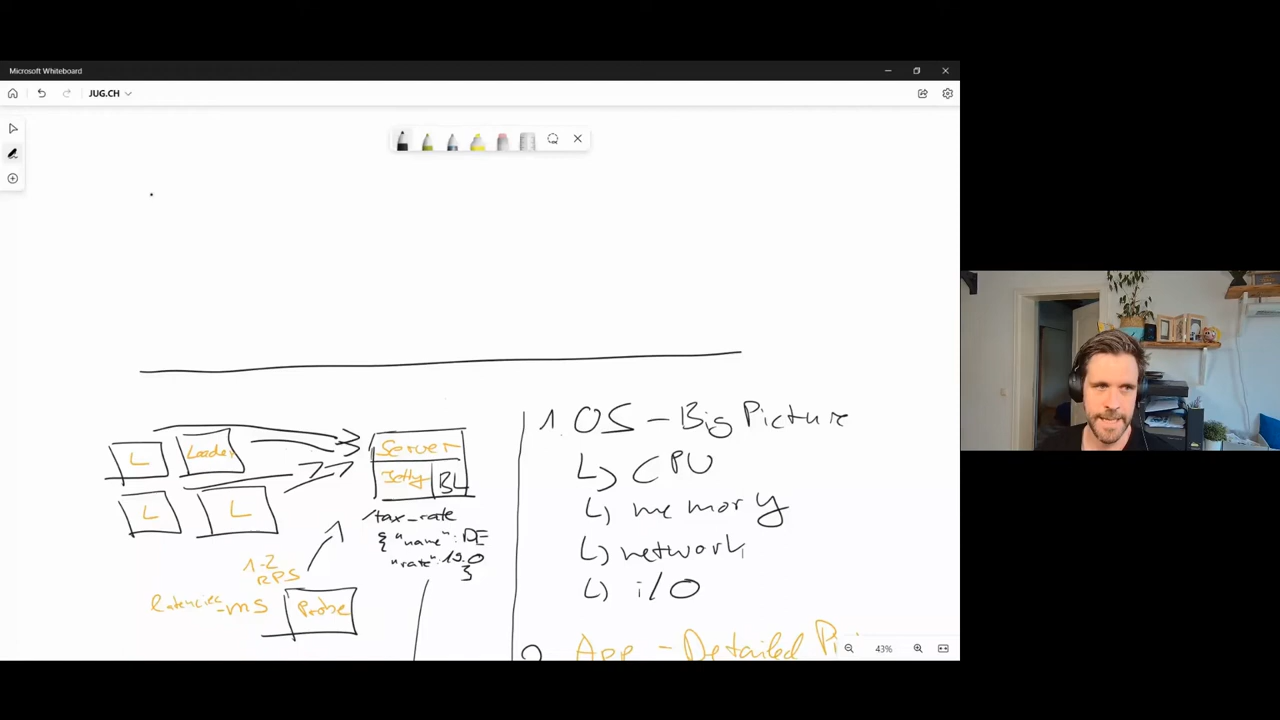 Microsoft Whiteboard
JUG.CH
L
Loader
L
L
Server
Jetty
BL
/tax_rate
{"name": DE
"rate": 19.0
}
1-2
RPS
latencies
-ms
Probe
1. OS - Big Picture
↳ CPU
↳ memory
↳ network
↳ i/O
App - Detailed Pi
43%